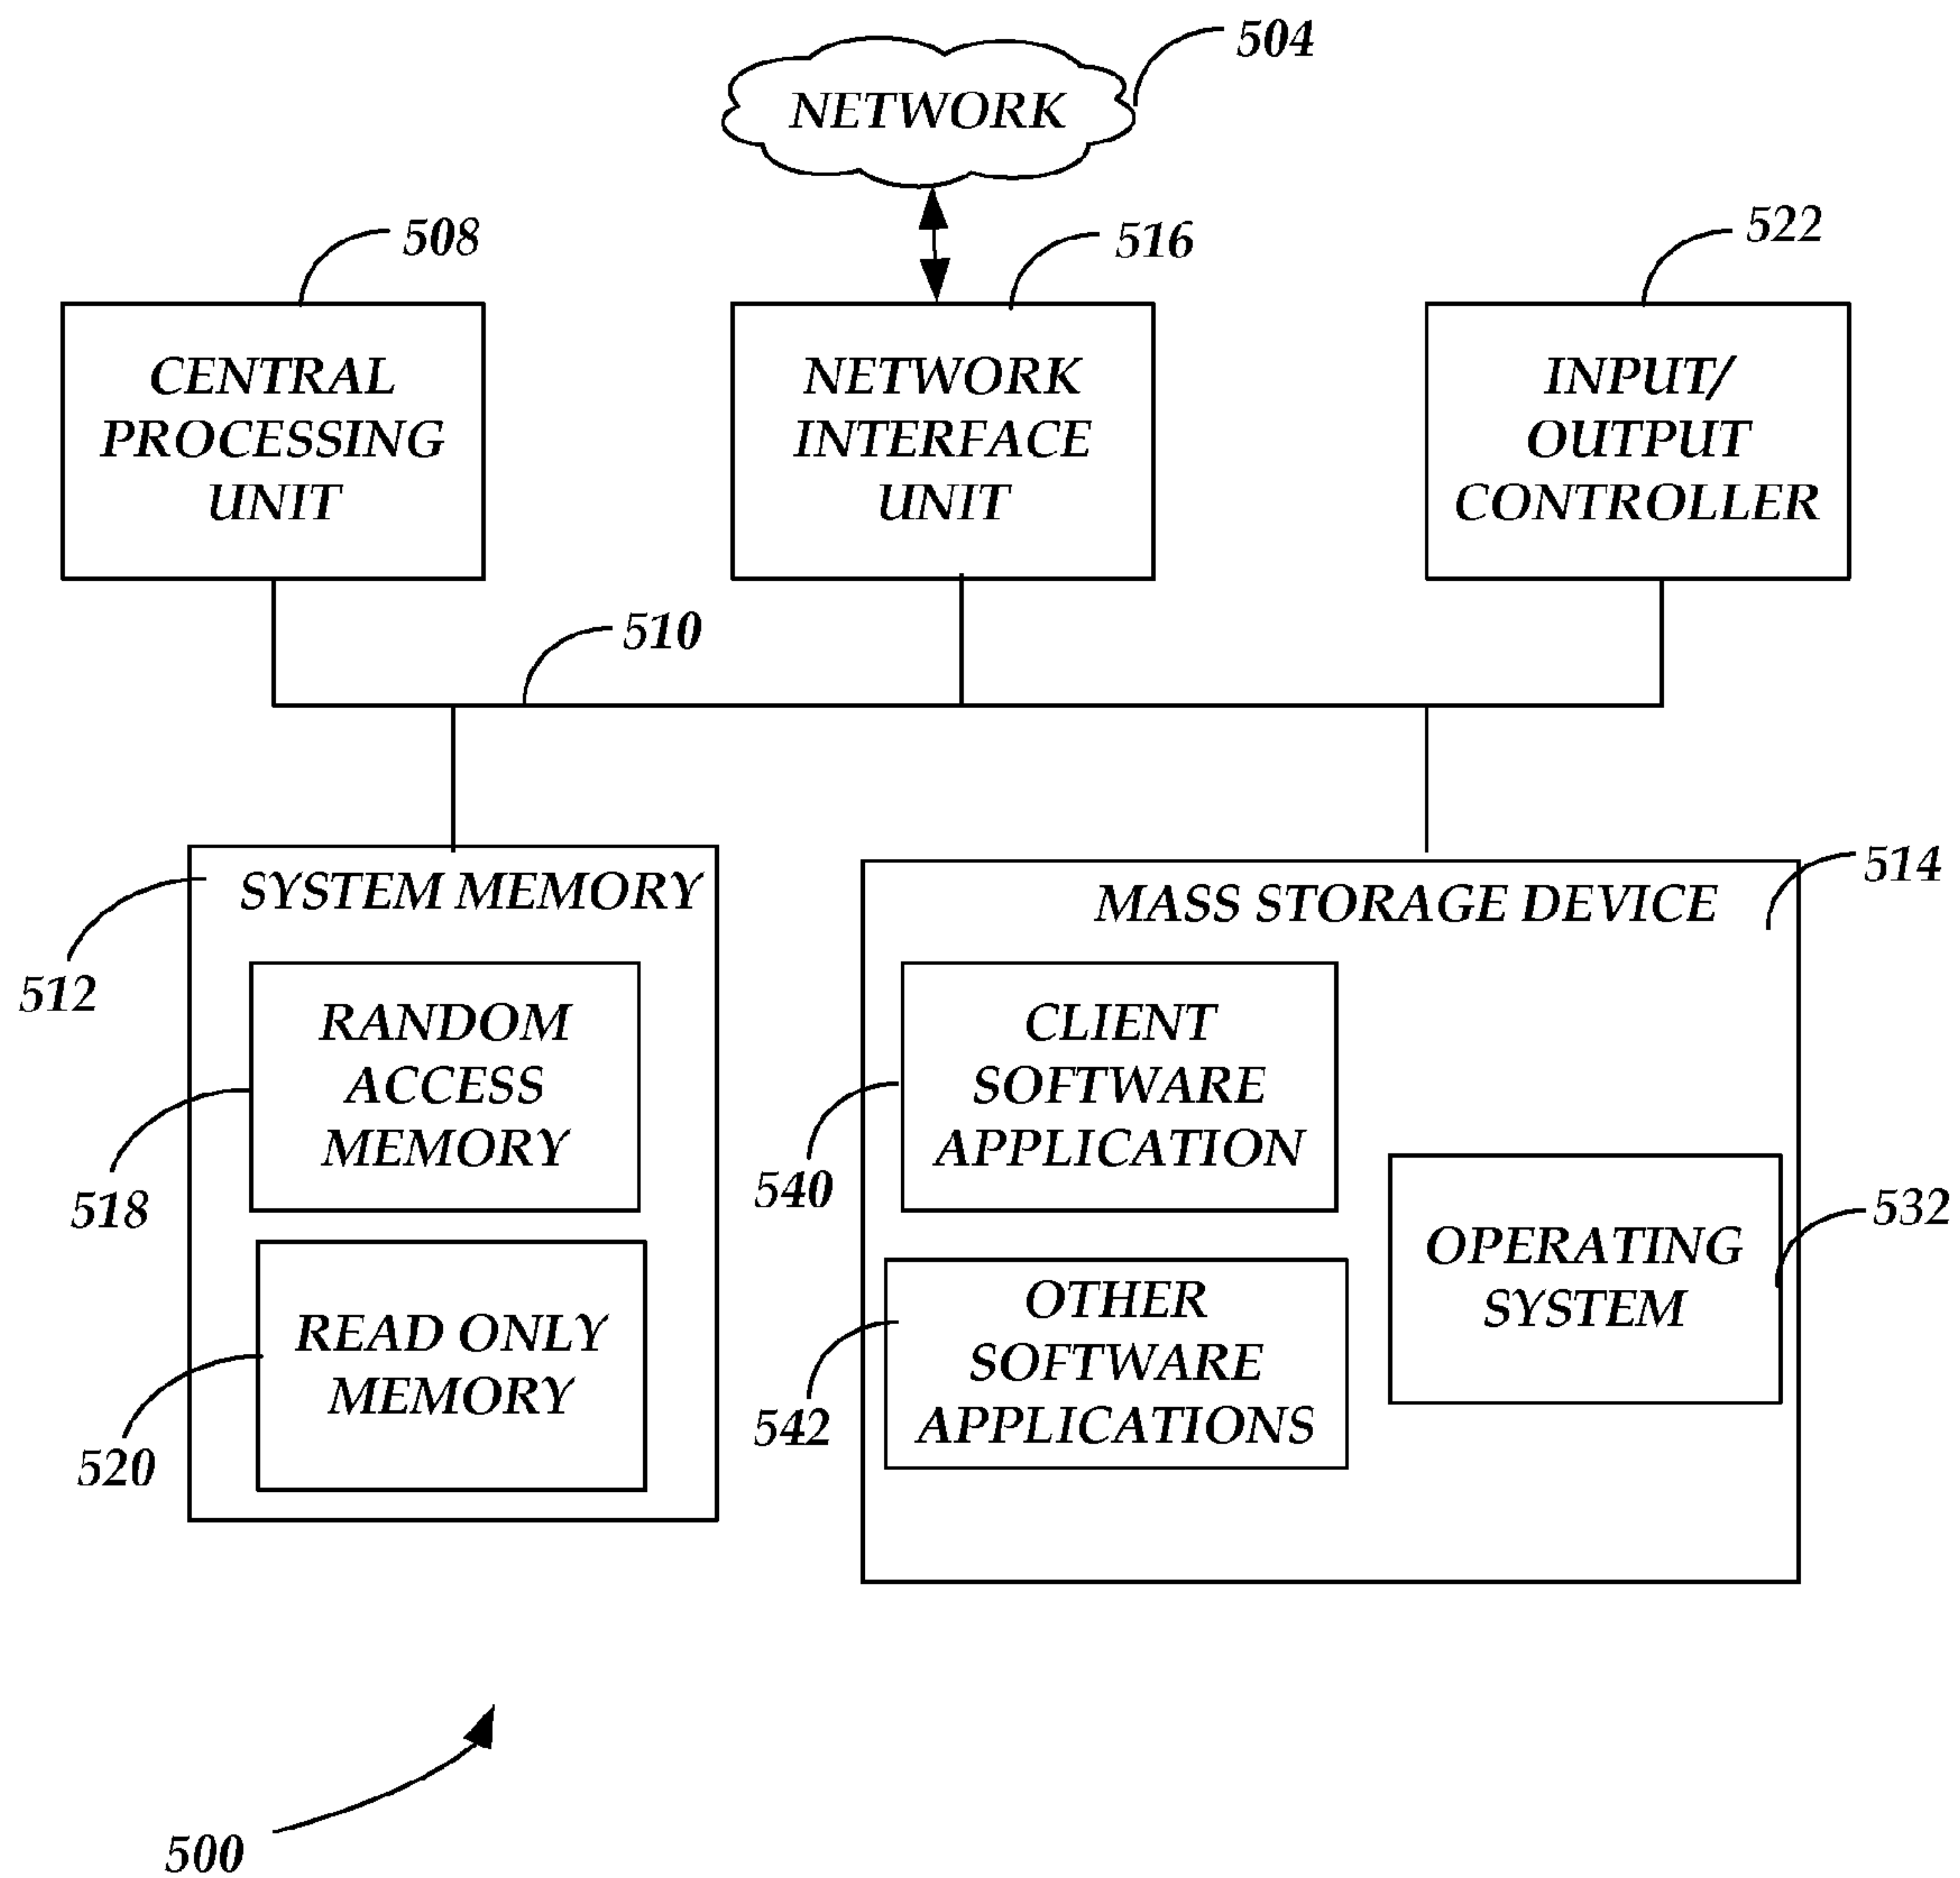 504
NETWORK
508
516
522
CENTRAL
PROCESSING
UNIT
NETWORK
INTERFACE
UNIT
INPUT/
OUTPUT
CONTROLLER
510
SYSTEM MEMORY
512
RANDOM
ACCESS
MEMORY
518
READ ONLY
MEMORY
520
514
MASS STORAGE DEVICE
CLIENT
SOFTWARE
APPLICATION
540
532
OPERATING
SYSTEM
OTHER
SOFTWARE
APPLICATIONS
542
500